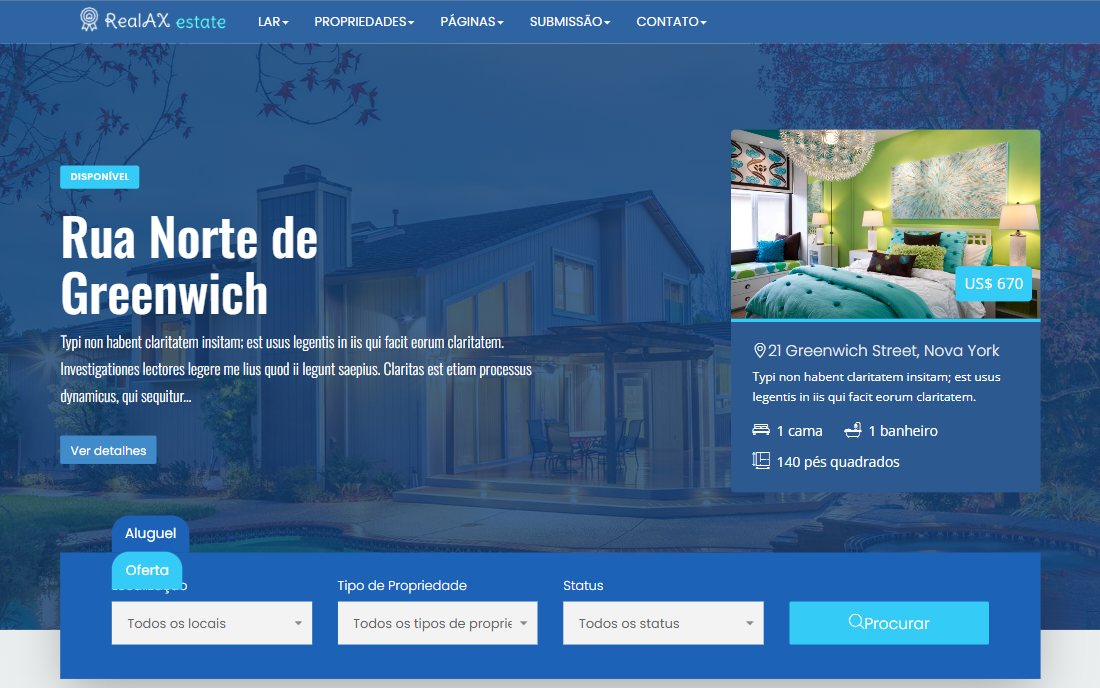 RealAX estate
LAR PROPRIEDADES PÁGINAS SUBMISSÃO CONTATO
DISPONÍVEL
Rua Norte de
Greenwich
Typi non habent claritatem insitam; est usus legentis in iis qui facit eorum claritatem.
Investigationes lectores legere me lius quod ii legunt saepius. Claritas est etiam processus
dynamicus, qui sequitur...
Ver detalhes
US$ 670
21 Greenwich Street, Nova York
Typi non habent claritatem insitam; est usus
legentis in iis qui facit eorum claritatem.
1 cama 1 banheiro
140 pés quadrados
Aluguel
Oferta
Tipo de Propriedade
Status
Todos os locais
Todos os tipos de proprie
Todos os status
Procurar